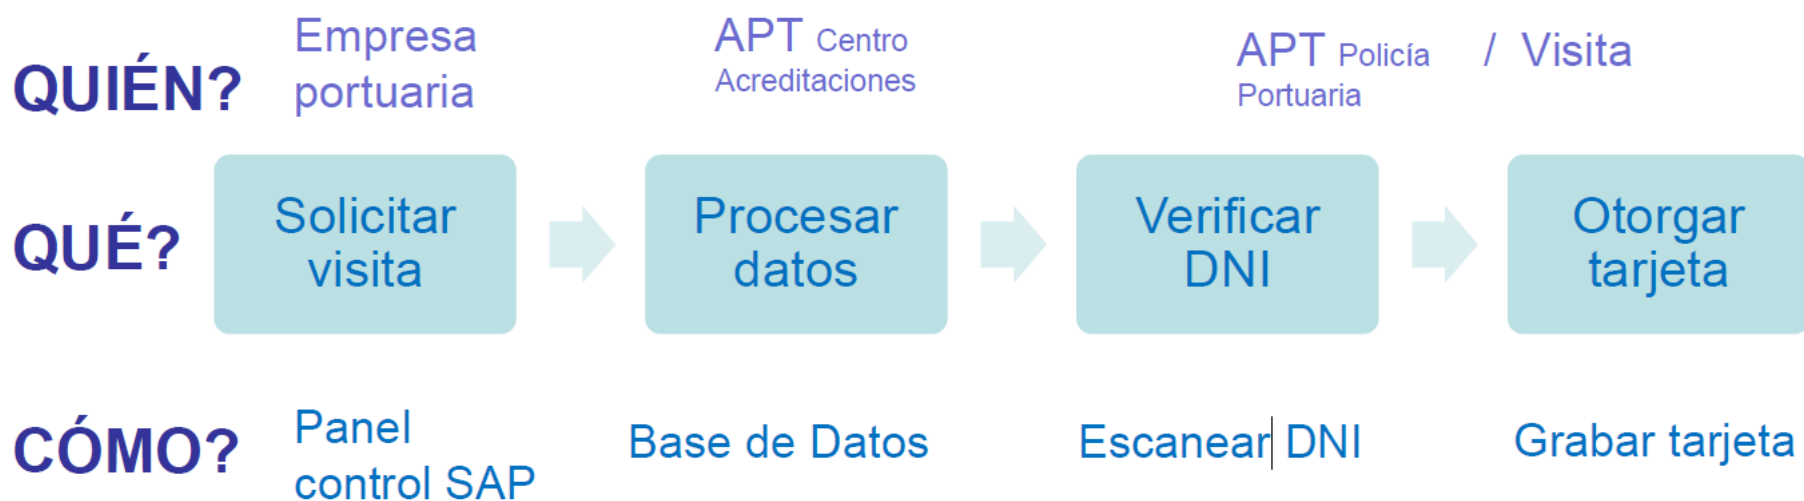 QUIÉN?
Empresa
portuaria
APT Centro
Acreditaciones
APT Policía / Visita
Portuaria
QUÉ?
Solicitar
visita
Procesar
datos
Verificar
DNI
Otorgar
tarjeta
CÓMO?
Panel
control SAP
Base de Datos
Escanear DNI
Grabar tarjeta